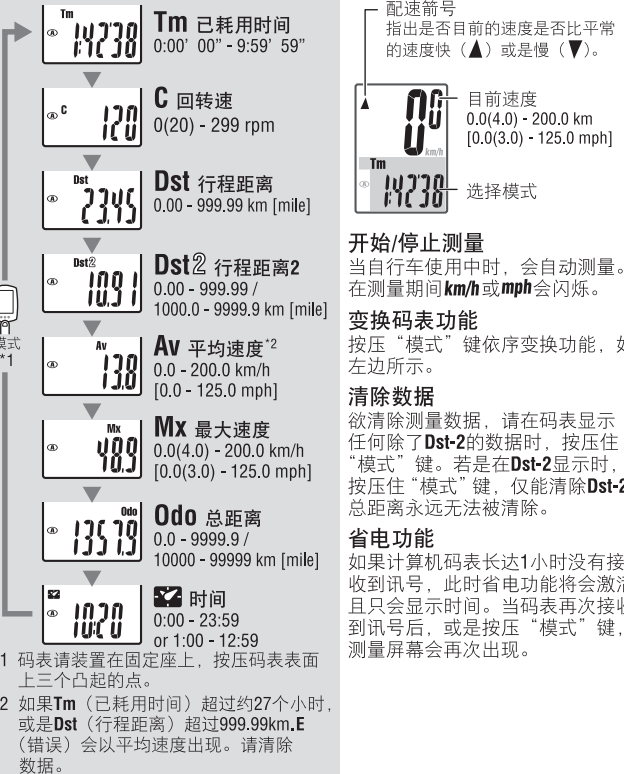 Tm
1:42'38
Tm 已耗用时间
0:00' 00" - 9:59' 59"
C
120
C 回转速
0(20) - 299 rpm
Dst
23.45
Dst 行程距离
0.00 - 999.99 km [mile]
Dst2
10.91
Dst2 行程距离2
0.00 - 999.99 /
1000.0 - 9999.9 km [mile]
Av
13.8
Av 平均速度*2
0.0 - 200.0 km/h
[0.0 - 125.0 mph]
Mx
48.9
Mx 最大速度
0.0(4.0) - 200.0 km/h
[0.0(3.0) - 125.0 mph]
Odo
1357.9
Odo 总距离
0.0 - 9999.9 /
10000 - 99999 km [mile]
10:20
时间
0:00 - 23:59
or 1:00 - 12:59
模式
*1
1 码表请装置在固定座上，按压码表表面
上三个凸起的点。
2 如果Tm（已耗用时间）超过约27个小时，
或是Dst（行程距离）超过999.99km.E
（错误）会以平均速度出现。请清除
数据。
配速箭号
指出是否目前的速度是否比平常
的速度快（▲）或是慢（▼）。
0.0
km/h
Tm
1:42'38
目前速度
0.0(4.0) - 200.0 km
[0.0(3.0) - 125.0 mph]
选择模式
开始/停止测量
当自行车使用中时，会自动测量。
在测量期间km/h或mph会闪烁。
变换码表功能
按压“模式”键依序变换功能，如
左边所示。
清除数据
欲清除测量数据，请在码表显示
任何除了Dst-2的数据时，按压住
“模式”键。若是在Dst-2显示时，
按压住“模式”键，仅能清除Dst-2
总距离永远无法被清除。
省电功能
如果计算机码表长达1小时没有接
收到讯号，此时省电功能将会激活
且只会显示时间。当码表再次接收
到讯号后，或是按压“模式”键，
测量屏幕会再次出现。